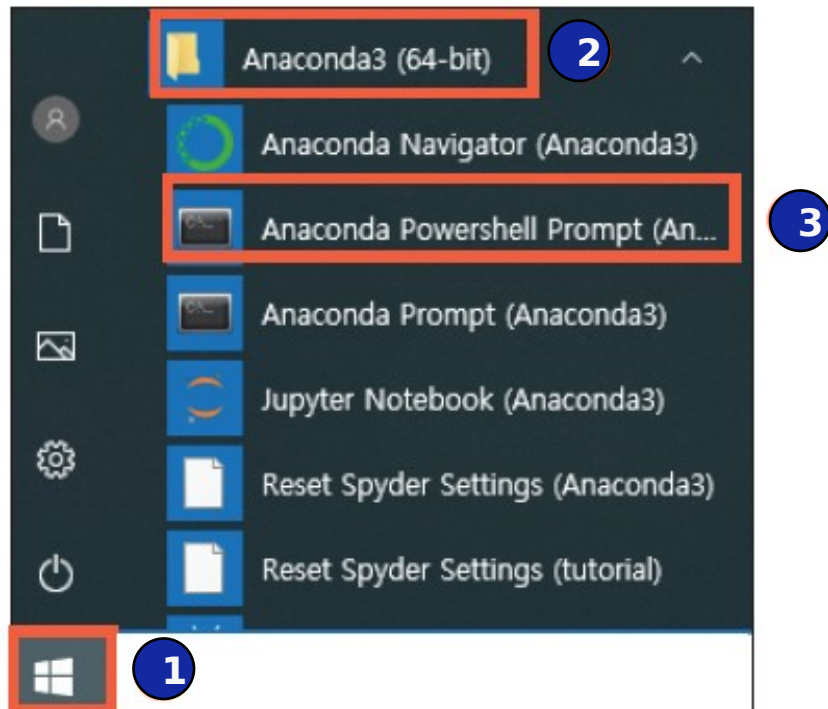 Anaconda3 (64-bit)
2
Anaconda Navigator (Anaconda3)
Anaconda Powershell Prompt (An...
3
Anaconda Prompt (Anaconda3)
Jupyter Notebook (Anaconda3)
Reset Spyder Settings (Anaconda3)
Reset Spyder Settings (tutorial)
1